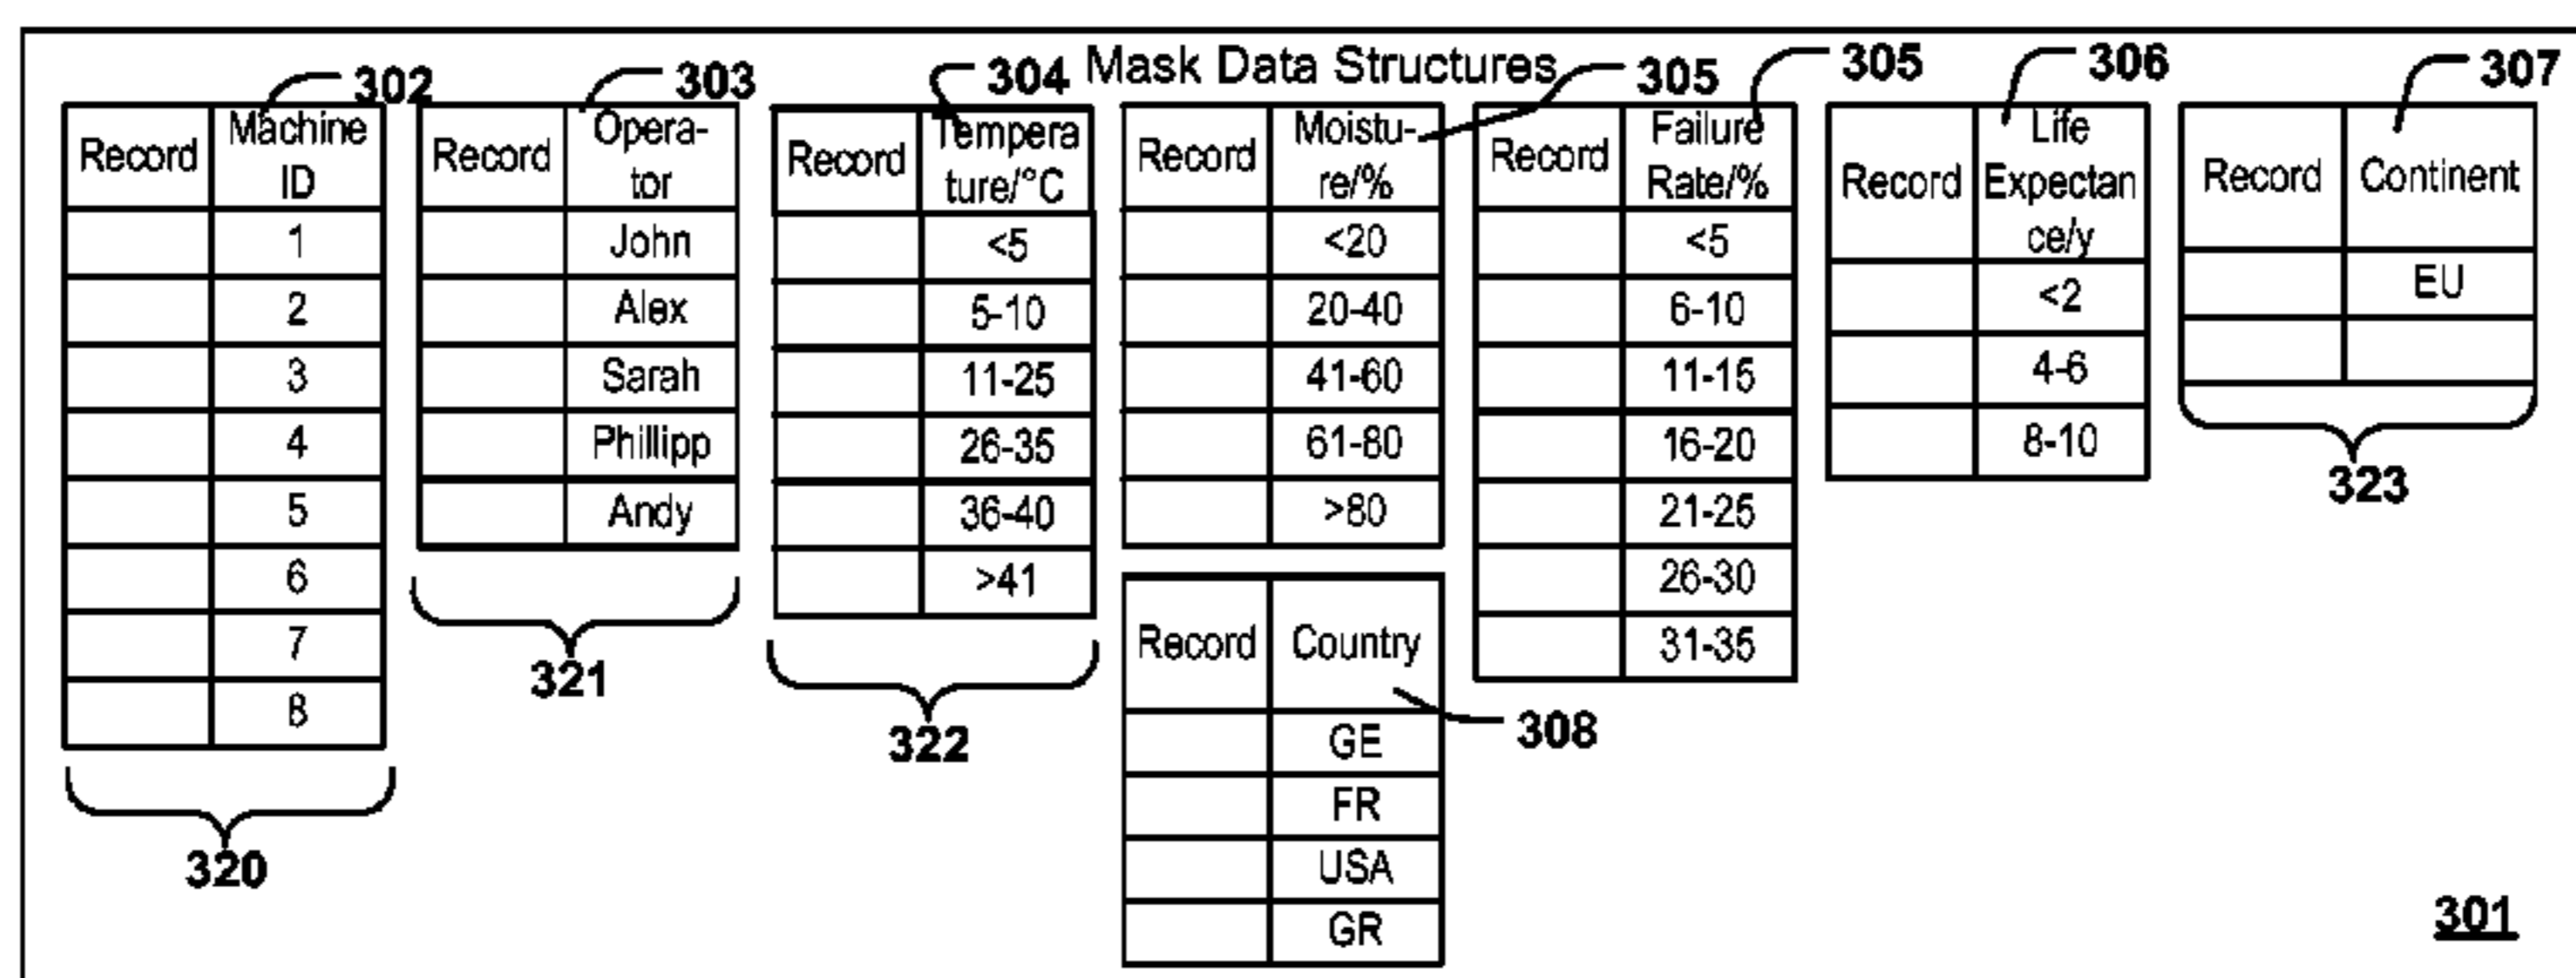 Mask Data Structures
302
303
304
305
305
306
307
Record
Machine
ID
1
2
3
4
5
6
7
8
320
Record
Opera-
tor
John
Alex
Sarah
Phillipp
Andy
321
Record
Tempera
ture/°C
<5
5-10
11-25
26-35
36-40
>41
322
Record
Moistu-
re/%
<20
20-40
41-60
61-80
>80
Record
Country
308
GE
FR
USA
GR
Record
Failure
Rate/%
<5
6-10
11-15
16-20
21-25
26-30
31-35
Record
Life
Expectan
ce/y
<2
4-6
8-10
Record
Continent
EU
323
301